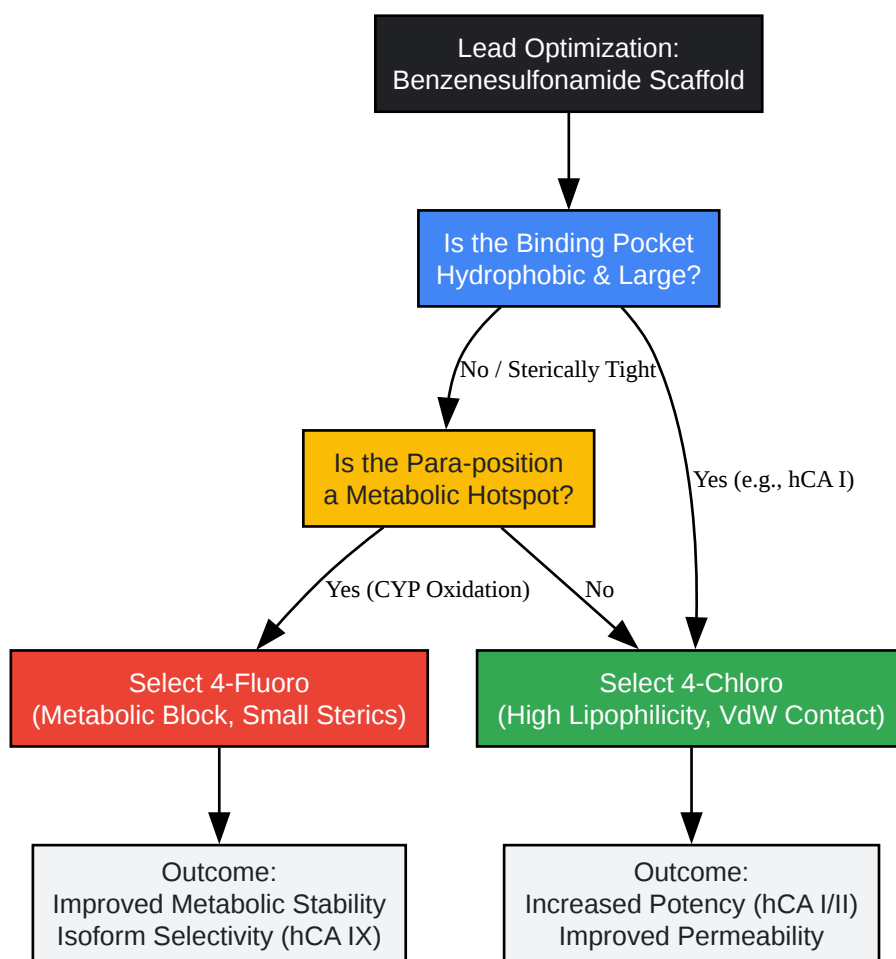 Lead Optimization:
Benzenesulfonamide Scaffold
Is the Binding Pocket
Hydrophobic & Large?
No / Sterically Tight
Is the Para-position
a Metabolic Hotspot?
Yes (e.g., hCA I)
Yes (CYP Oxidation)
No
Select 4-Fluoro
(Metabolic Block, Small Sterics)
Select 4-Chloro
(High Lipophilicity, VdW Contact)
Outcome:
Improved Metabolic Stability
Isoform Selectivity (hCA IX)
Outcome:
Increased Potency (hCA I/II)
Improved Permeability